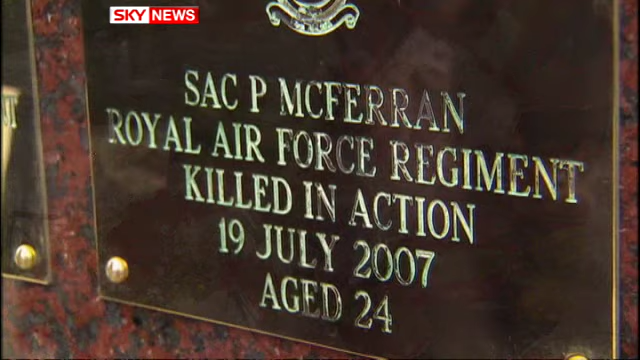 SKY NEWS
SAC P MCFERRAN
ROYAL AIR FORCE REGIMENT
KILLED IN ACTION
19 JULY 2007
AGED 24